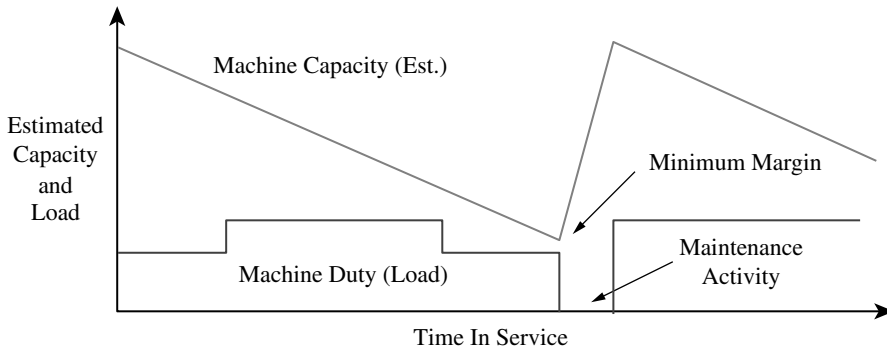 Machine Capacity (Est.)
Estimated
Capacity
and
Load
Minimum Margin
Machine Duty (Load)
Maintenance
Activity
Time In Service